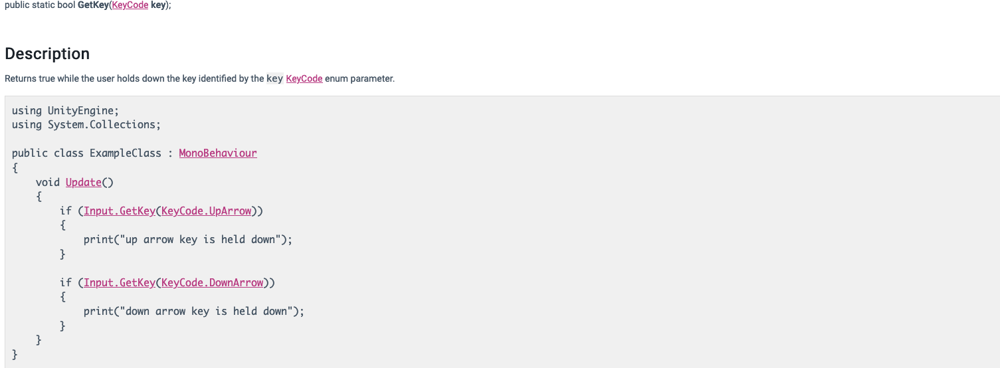 public static bool GetKey(KeyCode key);
Description
Returns true while the user holds down the key identified by the key KeyCode enum parameter.
using UnityEngine;
using System.Collections;
public class ExampleClass : MonoBehaviour
{
    void Update()
    {
        if (Input.GetKey(KeyCode.UpArrow))
        {
            print("up arrow key is held down");
        }
        if (Input.GetKey(KeyCode.DownArrow))
        {
            print("down arrow key is held down");
        }
    }
}